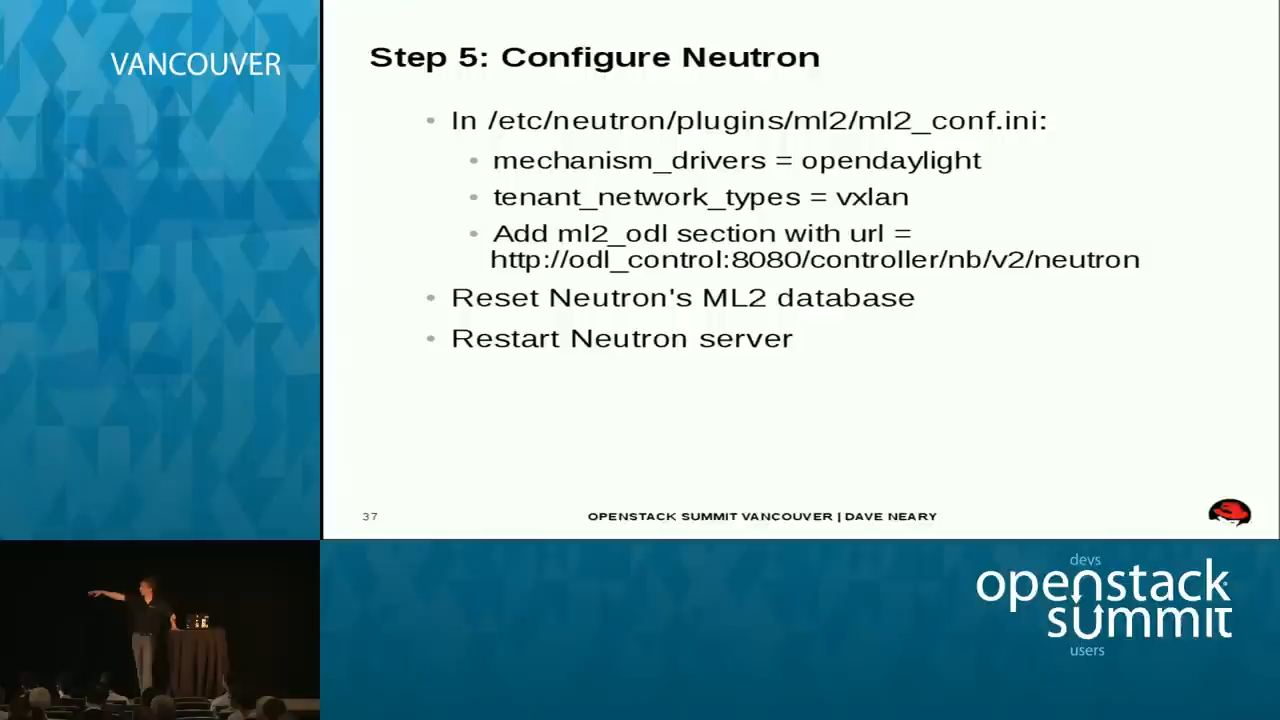 VANCOUVER
Step 5: Configure Neutron
• In /etc/neutron/plugins/ml2/ml2_conf.ini:
• mechanism_drivers = opendaylight
• tenant_network_types = vxlan
• Add ml2_odl section with url =
http://odl_control:8080/controller/nb/v2/neutron
• Reset Neutron's ML2 database
• Restart Neutron server
37
OPENSTACK SUMMIT VANCOUVER | DAVE NEARY
devs
openstack
summit
users